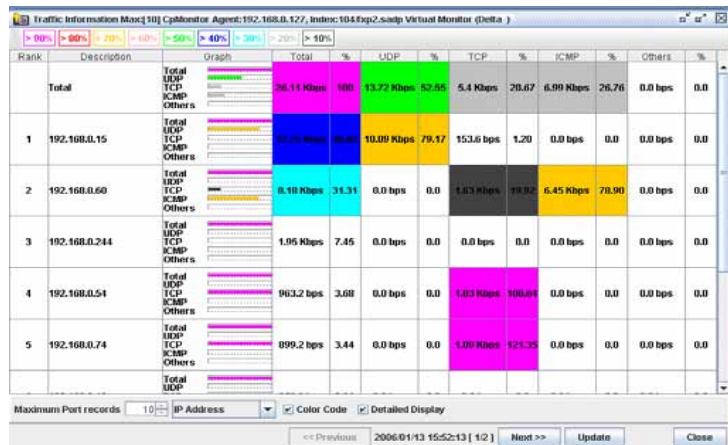 Traffic Information Max:[10] CpMonitor Agent:192.168.0.127, Index:104.fxp2.sadp Virtual Monitor (Delta )
> 90% > 80% > 70% > 60% > 50% > 40% > 30% > 20% > 10%
Rank Description Graph Total % UDP % TCP % ICMP % Others %
Total Total UDP TCP ICMP Others 26.11 Kbps 100 13.72 Kbps 52.55 5.4 Kbps 20.67 6.99 Kbps 26.76 0.0 bps 0.0
1 192.168.0.15 Total UDP TCP ICMP Others 10.09 Kbps 79.17 153.6 bps 1.20 0.0 bps 0.0 0.0 bps 0.0
2 192.168.0.60 Total UDP TCP ICMP Others 8.18 Kbps 31.31 0.0 bps 0.0 1.63 Kbps 6.45 Kbps 78.90 0.0 bps 0.0
3 192.168.0.244 Total UDP TCP ICMP Others 1.95 Kbps 7.45 0.0 bps 0.0 0.0 bps 0.0 0.0 bps 0.0 0.0 bps 0.0
4 192.168.0.54 Total UDP TCP ICMP Others 963.2 bps 3.68 0.0 bps 0.0 1.03 Kbps 0.0 bps 0.0 0.0 bps 0.0
5 192.168.0.74 Total UDP TCP ICMP Others 899.2 bps 3.44 0.0 bps 0.0 1.09 Kbps 121.35 0.0 bps 0.0 0.0 bps 0.0
Total UDP
Maximum Port records 10 IP Address Color Code Detailed Display
<< Previous 2006/01/13 15:52:13 [ 1/2 ] Next >> Update Close